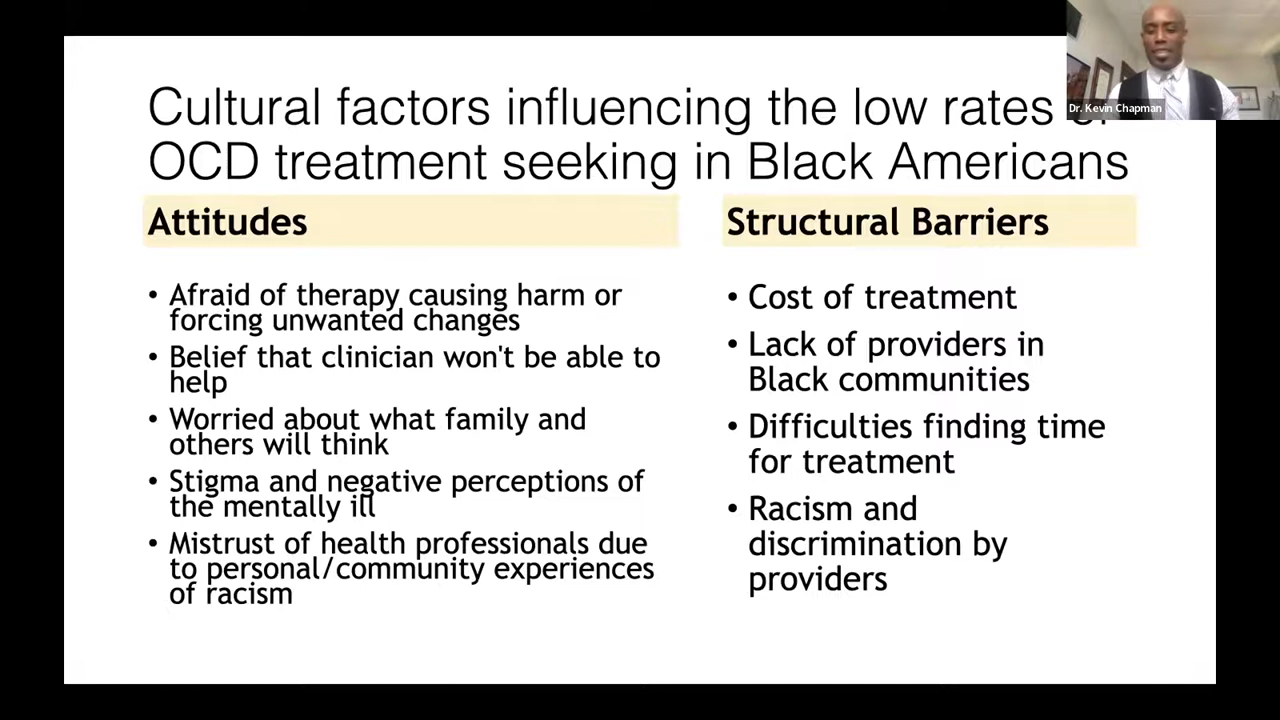 Cultural factors influencing the low rates
OCD treatment seeking in Black Americans
Dr. Kevin Chapman
Attitudes
• Afraid of therapy causing harm or
forcing unwanted changes
• Belief that clinician won't be able to
help
• Worried about what family and
others will think
• Stigma and negative perceptions of
the mentally ill
• Mistrust of health professionals due
to personal/community experiences
of racism
Structural Barriers
• Cost of treatment
• Lack of providers in
Black communities
• Difficulties finding time
for treatment
• Racism and
discrimination by
providers